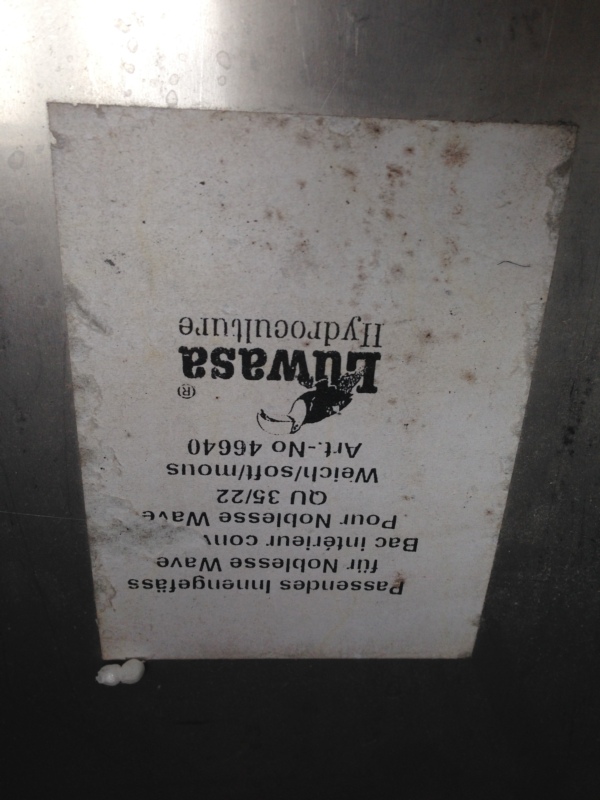 Passendes Innengefäss
für Noblesse Wave
Bac intérieur conv
Pour Noblesse Wave
QU 35/22
Weich/soft/mous
Art.-No 46640
Luwasa®
Hydroculture